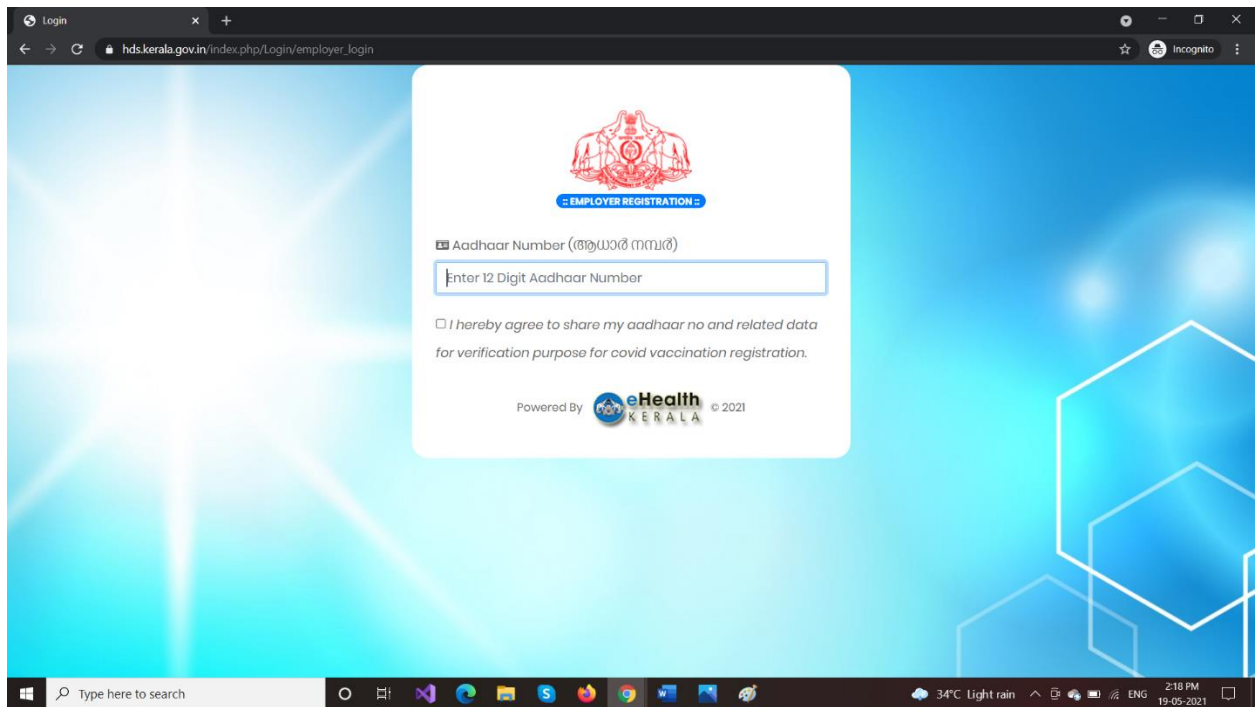 Login
hds.kerala.gov.in/index.php/Login/employer_login
Incognito
:: EMPLOYER REGISTRATION ::
Aadhaar Number (ആധാർ നമ്പർ)
Enter 12 Digit Aadhaar Number
I hereby agree to share my aadhaar no and related data
for verification purpose for covid vaccination registration.
Powered By eHealth KERALA © 2021
Type here to search
34°C Light rain
ENG
2:18 PM
19-05-2021